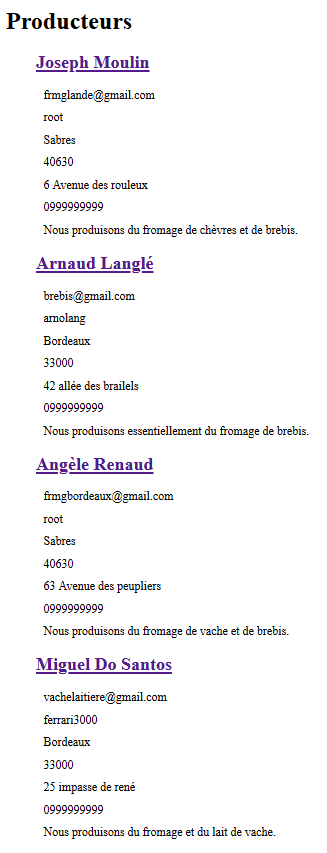 Producteurs
Joseph Moulin
frmglande@gmail.com
root
Sabres
40630
6 Avenue des rouleux
0999999999
Nous produisons du fromage de chèvres et de brebis.
Arnaud Langlé
brebis@gmail.com
arnolang
Bordeaux
33000
42 allée des brailels
0999999999
Nous produisons essentiellement du fromage de brebis.
Angèle Renaud
frmgbordeaux@gmail.com
root
Sabres
40630
63 Avenue des peupliers
0999999999
Nous produisons du fromage de vache et de brebis.
Miguel Do Santos
vachelaitiere@gmail.com
ferrari3000
Bordeaux
33000
25 impasse de rené
0999999999
Nous produisons du fromage et du lait de vache.